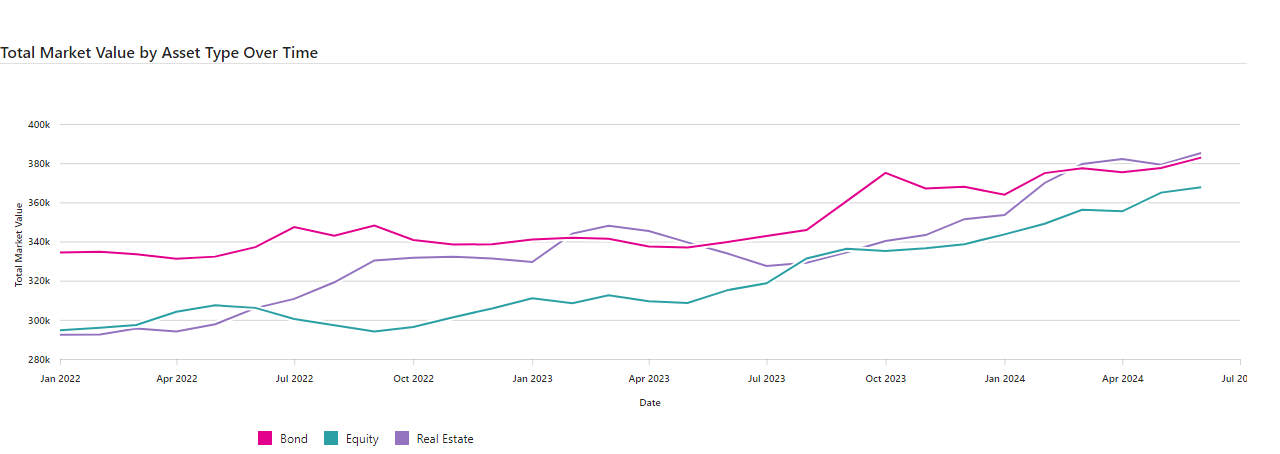 Total Market Value by Asset Type Over Time
400k
380k
360k
340k
320k
300k
280k
Total Market Value
Jan 2022 Apr 2022 Jul 2022 Oct 2022 Jan 2023 Apr 2023 Jul 2023 Oct 2023 Jan 2024 Apr 2024 Jul 20
Date
Bond Equity Real Estate